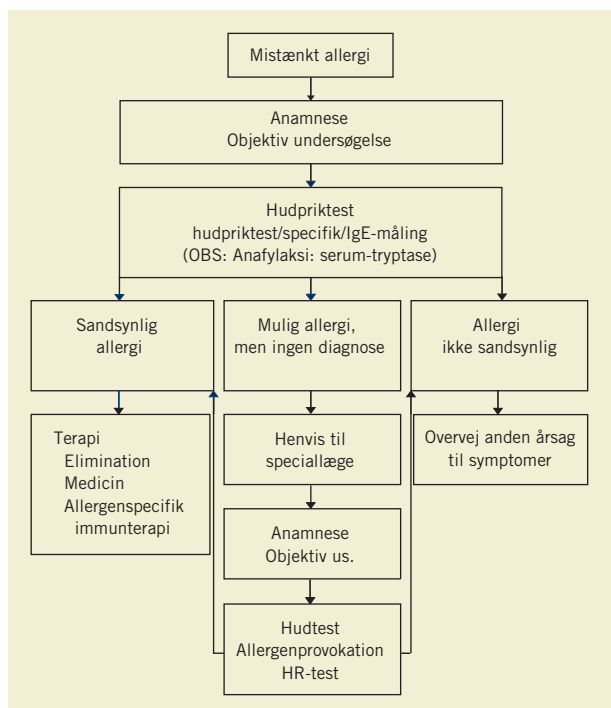 Mistænkt allergi
Anamnese
Objektiv undersøgelse
Hudpriktest
hudpriktest/specifik/IgE-måling
(OBS: Anafylaksi: serum-tryptase)
Sandsynlig
allergi
Mulig allergi,
men ingen diagnose
Allergi
ikke sandsynlig
Terapi
Elimination
Medicin
Allergenspecifik
immunterapi
Henvis til
speciallæge
Overvej anden årsag
til symptomer
Anamnese
Objektiv us.
Hudtest
Allergenprovokation
HR-test